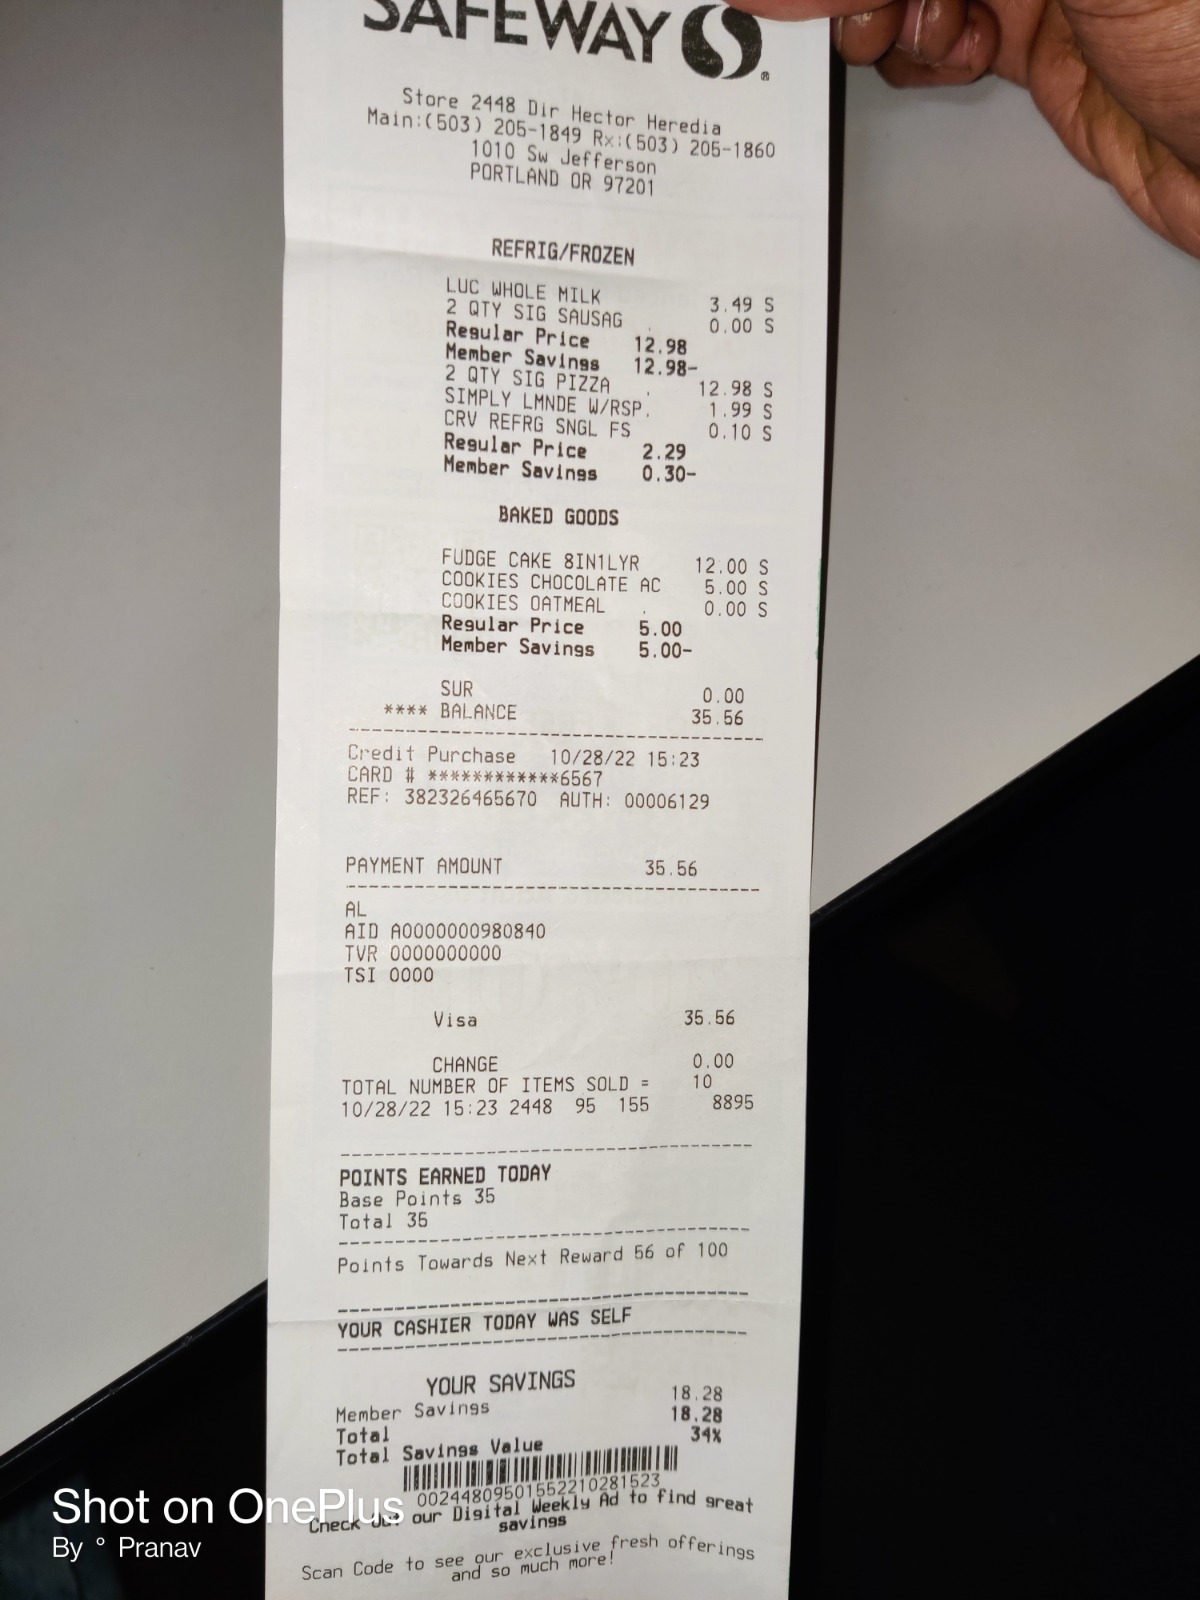 SAFEWAY
Store 2448 Dir Hector Heredia
Main:(503) 205-1849 Rx:(503) 205-1860
1010 Sw Jefferson
PORTLAND OR 97201
REFRIG/FROZEN
LUC WHOLE MILK 3.49 S
2 QTY SIG SAUSAG . 0.00 S
Regular Price 12.98
Member Savings 12.98-
2 QTY SIG PIZZA . 12.98 S
SIMPLY LMNDE W/RSP. 1.99 S
CRV REFRG SNGL FS 0.10 S
Regular Price 2.29
Member Savings 0.30-
BAKED GOODS
FUDGE CAKE 8IN1LYR 12.00 S
COOKIES CHOCOLATE AC 5.00 S
COOKIES OATMEAL . 0.00 S
Regular Price 5.00
Member Savings 5.00-
SUR 0.00
**** BALANCE 35.56
Credit Purchase 10/28/22 15:23
CARD # ************6567
REF: 382326465670 AUTH: 00006129
PAYMENT AMOUNT 35.56
AL
AID A0000000980840
TVR 0000000000
TSI 0000
Visa 35.56
CHANGE 0.00
TOTAL NUMBER OF ITEMS SOLD = 10
10/28/22 15:23 2448 95 155 8895
POINTS EARNED TODAY
Base Points 35
Total 35
Points Towards Next Reward 56 of 100
YOUR CASHIER TODAY WAS SELF
YOUR SAVINGS
Member Savings 18.28
Total 18.28
Total Savings Value 34%
00244809501552210281523
Check out our Digital Weekly Ad to find great
savings
Scan Code to see our exclusive fresh offerings
and so much more!
Shot on OnePlus
By ° Pranav